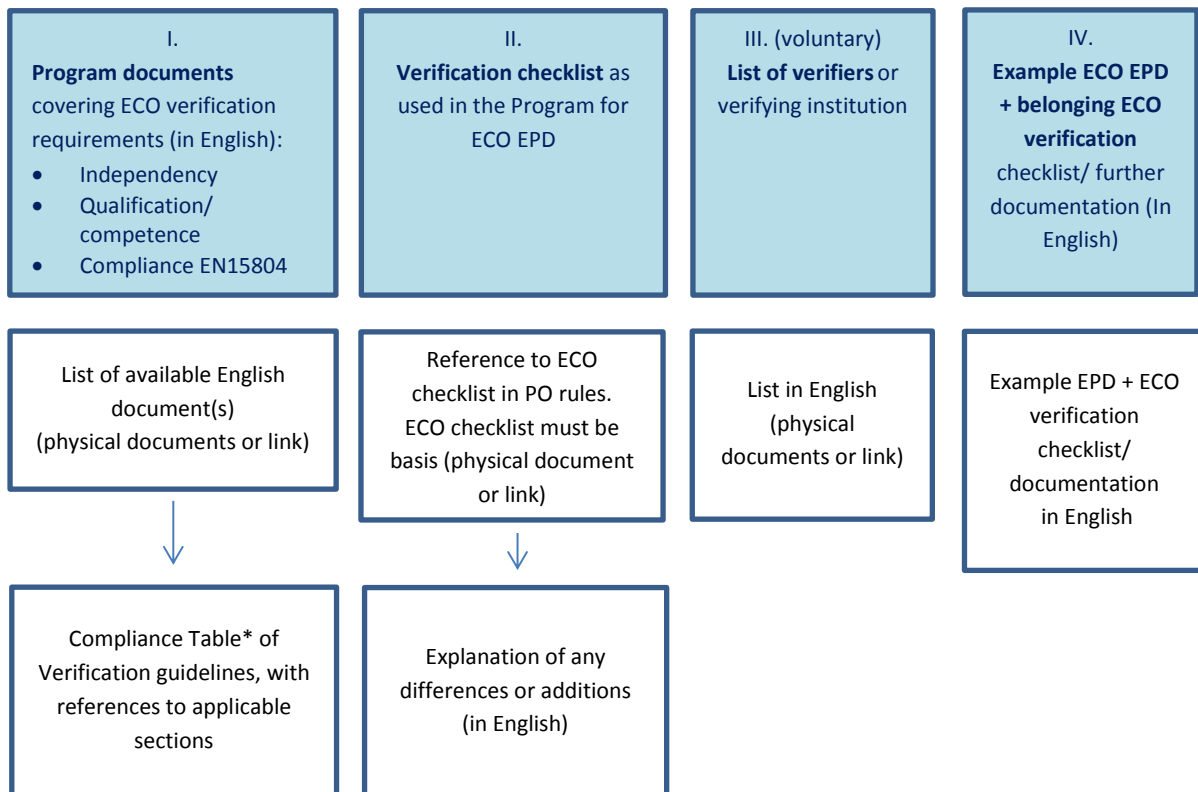 I.
Program documents
covering ECO verification
requirements (in English):
• Independency
• Qualification/
competence
• Compliance EN15804
II.
Verification checklist as
used in the Program for
ECO EPD
III. (voluntary)
List of verifiers or
verifying institution
IV.
Example ECO EPD
+ belonging ECO
verification
checklist/ further
documentation (In
English)
List of available English
document(s)
(physical documents or link)
Reference to ECO
checklist in PO rules.
ECO checklist must be
basis (physical document
or link)
List in English
(physical
documents or link)
Example EPD + ECO
verification
checklist/
documentation
in English
Compliance Table* of
Verification guidelines, with
references to applicable
sections
Explanation of any
differences or additions
(in English)